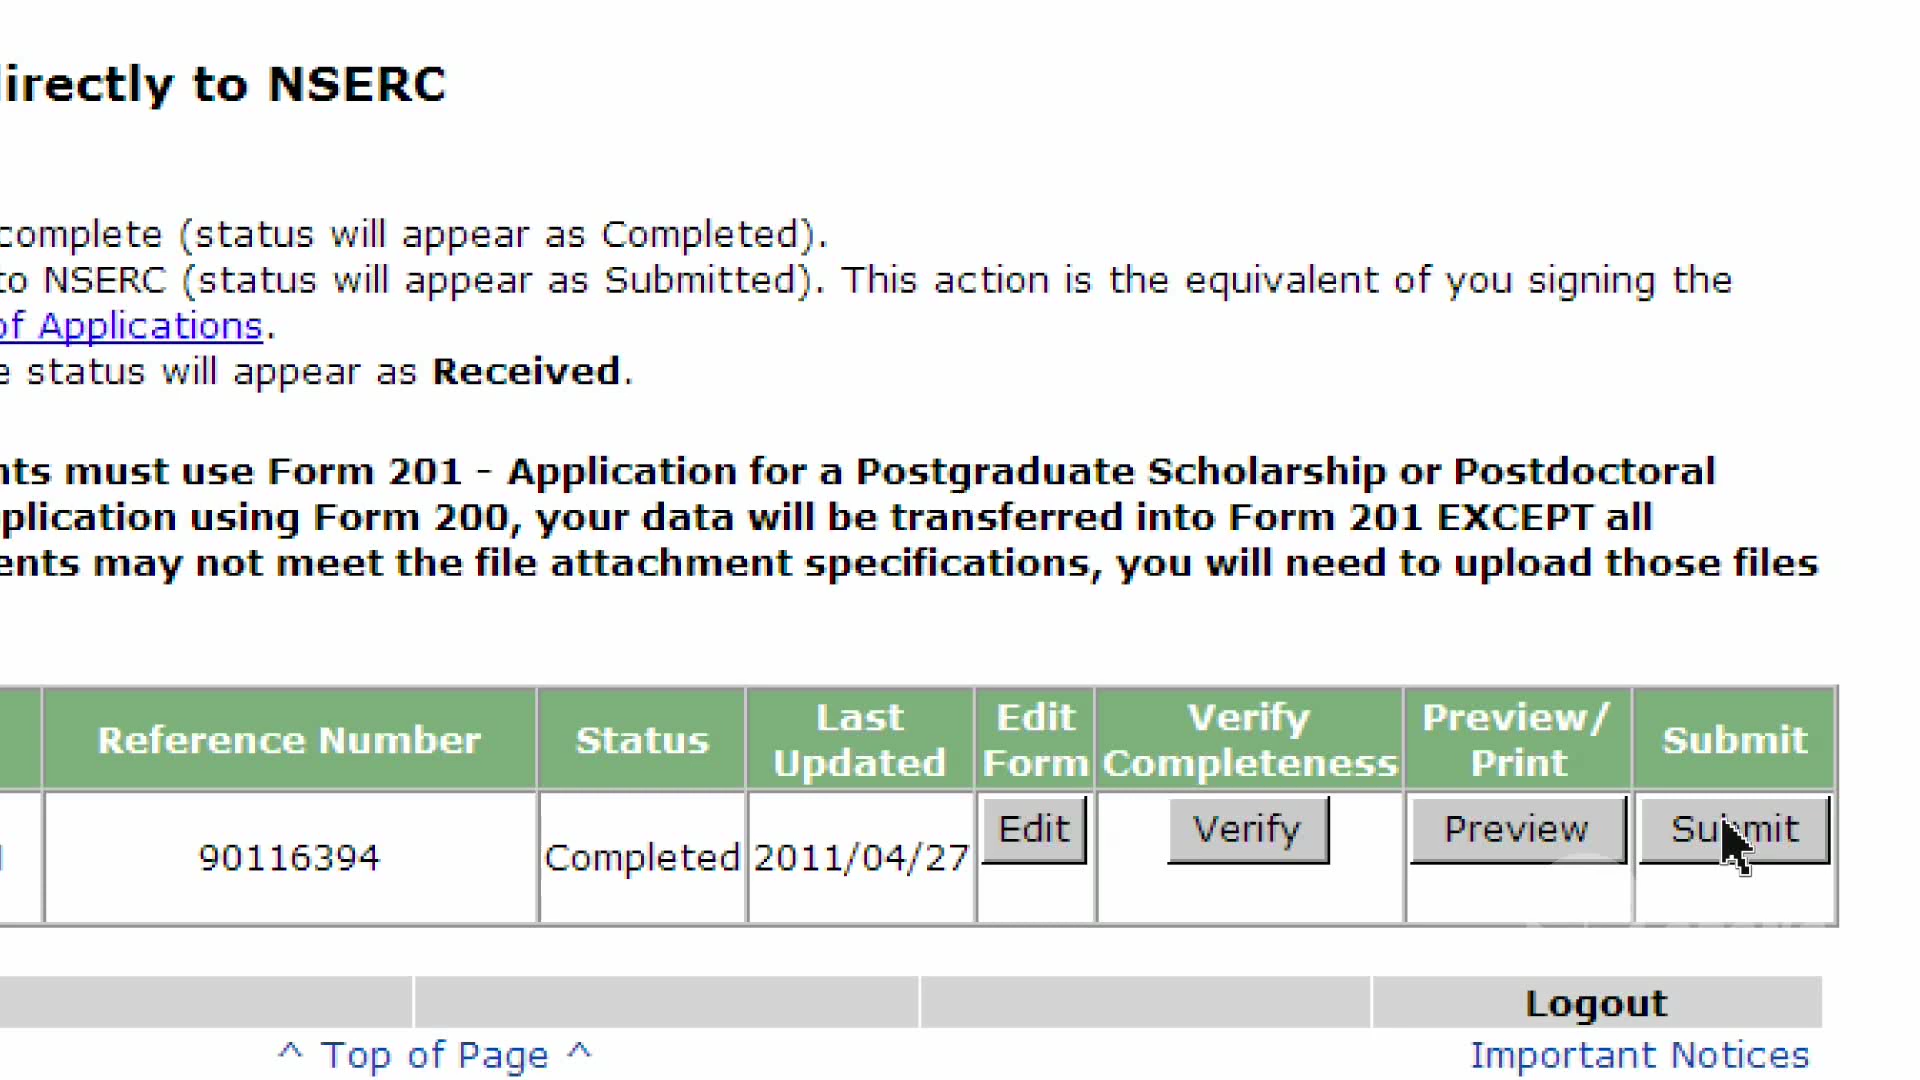 directly to NSERC
complete (status will appear as Completed).
to NSERC (status will appear as Submitted). This action is the equivalent of you signing the
of Applications.
e status will appear as Received.
nts must use Form 201 - Application for a Postgraduate Scholarship or Postdoctoral
plication using Form 200, your data will be transferred into Form 201 EXCEPT all
ents may not meet the file attachment specifications, you will need to upload those files
Reference Number Status Last Updated Edit Form Verify Completeness Preview/ Print Submit
90116394 Completed 2011/04/27 Edit Verify Preview Submit
Logout
^ Top of Page ^ Important Notices